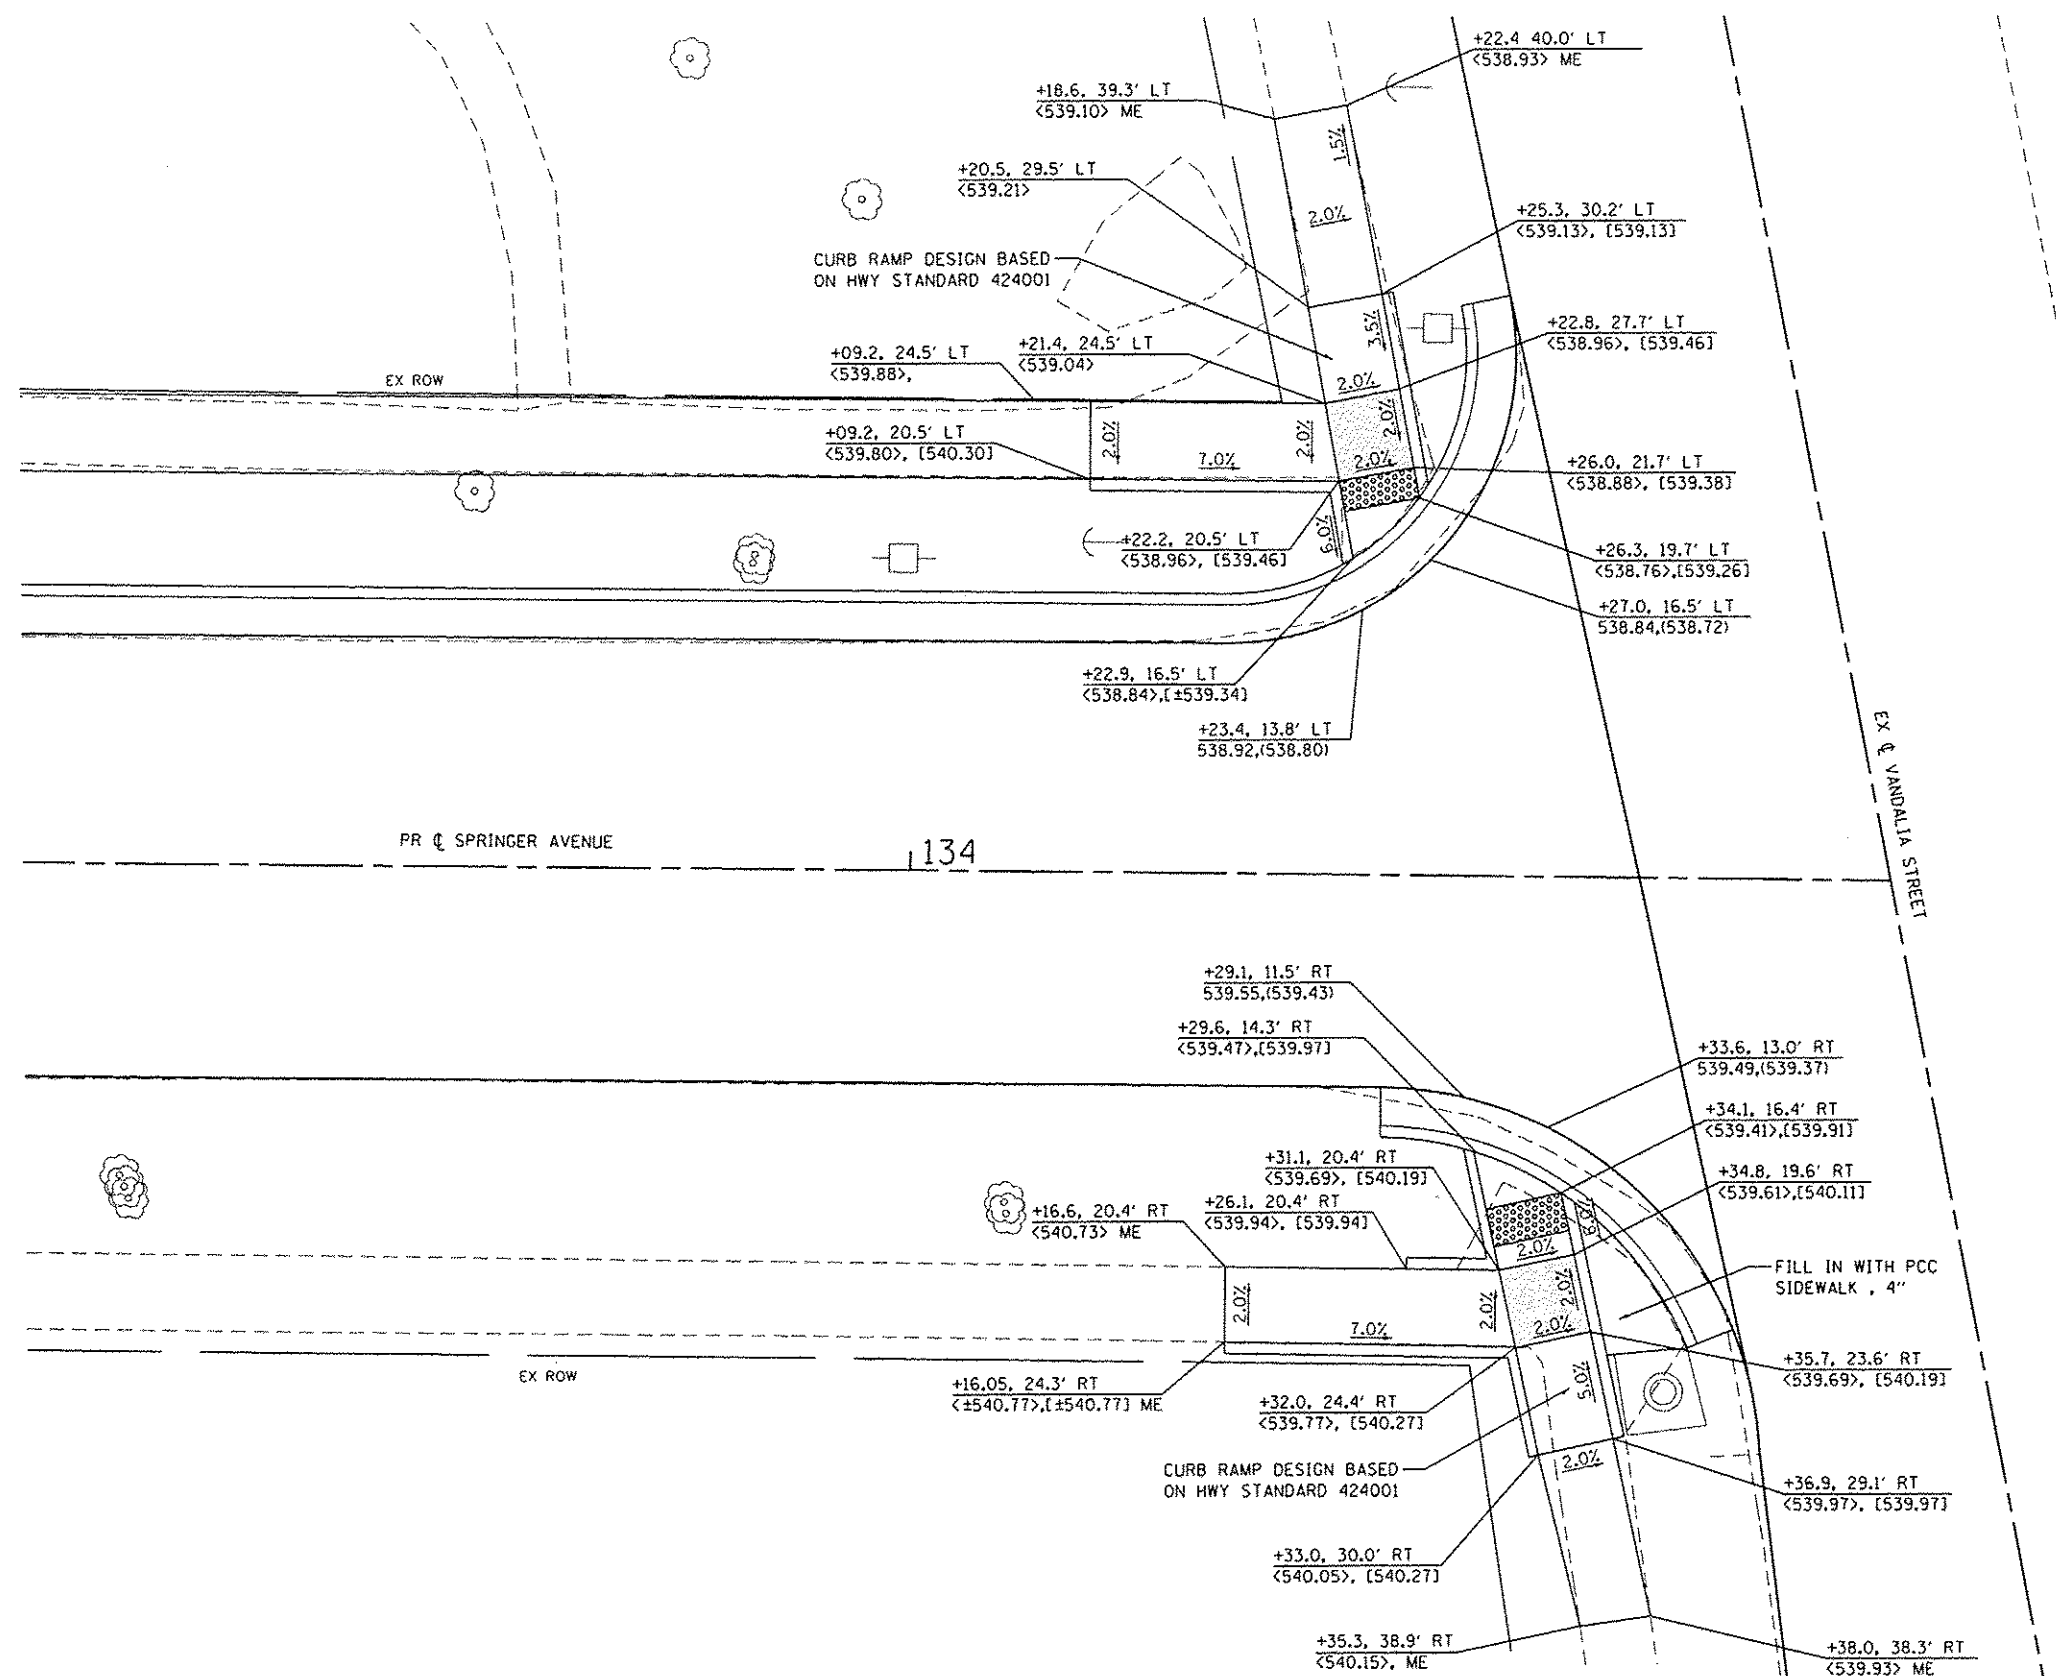 +22.4 40.0' LT
<538.93> ME
+18.6, 39.3' LT
<539.10> ME
1.5%
+20.5, 29.5' LT
<539.21>
2.0%
+25.3, 30.2' LT
<539.13>, [539.13]
CURB RAMP DESIGN BASED
ON HWY STANDARD 424001
3.5%
+22.8, 27.7' LT
<538.96>, [539.46]
+09.2, 24.5' LT
<539.88>,
+21.4, 24.5' LT
<539.04>
EX ROW
2.0%
2.0%
+09.2, 20.5' LT
<539.80>, [540.30]
2.0%
7.0%
2.0%
2.0%
+26.0, 21.7' LT
<538.88>, [539.38]
6.0%
+22.2, 20.5' LT
<538.96>, [539.46]
+26.3, 19.7' LT
<538.76>,[539.26]
+27.0, 16.5' LT
538.84,(538.72)
+22.9, 16.5' LT
<538.84>,[±539.34]
+23.4, 13.8' LT
538.92,(538.80)
EX ℄ VANDALIA STREET
PR ℄ SPRINGER AVENUE
134
+29.1, 11.5' RT
539.55,(539.43)
+29.6, 14.3' RT
<539.47>,[539.97]
+33.6, 13.0' RT
539.49,(539.37)
+34.1, 16.4' RT
<539.41>,[539.91]
+31.1, 20.4' RT
<539.69>, [540.19]
+34.8, 19.6' RT
<539.61>,[540.11]
+16.6, 20.4' RT
<540.73> ME
+26.1, 20.4' RT
<539.94>, [539.94]
2.0%
FILL IN WITH PCC
SIDEWALK , 4"
2.0%
7.0%
2.0%
2.0%
2.0%
EX ROW
+16.05, 24.3' RT
<±540.77>,[±540.77] ME
+32.0, 24.4' RT
<539.77>, [540.27]
5.0%
+35.7, 23.6' RT
<539.69>, [540.19]
CURB RAMP DESIGN BASED
ON HWY STANDARD 424001
2.0%
+36.9, 29.1' RT
<539.97>, [539.97]
+33.0, 30.0' RT
<540.05>, [540.27]
+35.3, 38.9' RT
<540.15>, ME
+38.0, 38.3' RT
<539.93> ME